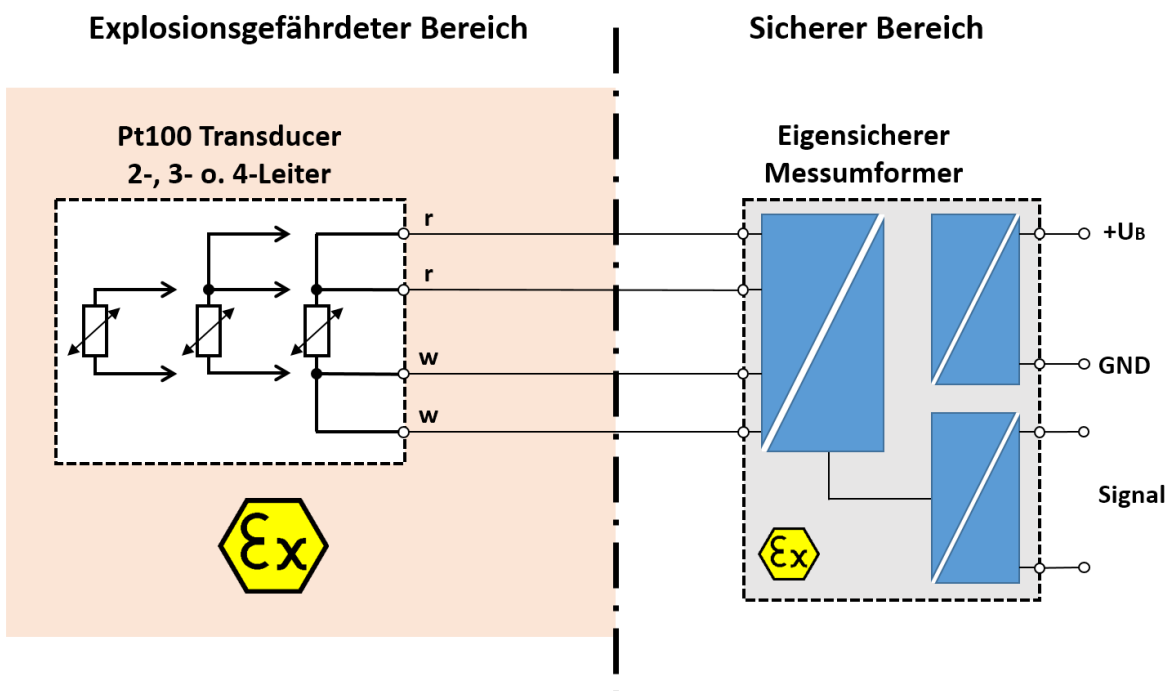 Explosionsgefährdeter Bereich
Sicherer Bereich
Pt100 Transducer
2-, 3- o. 4-Leiter
Eigensicherer
Messumformer
r
r
w
w
+UB
GND
Signal
Ex
Ex